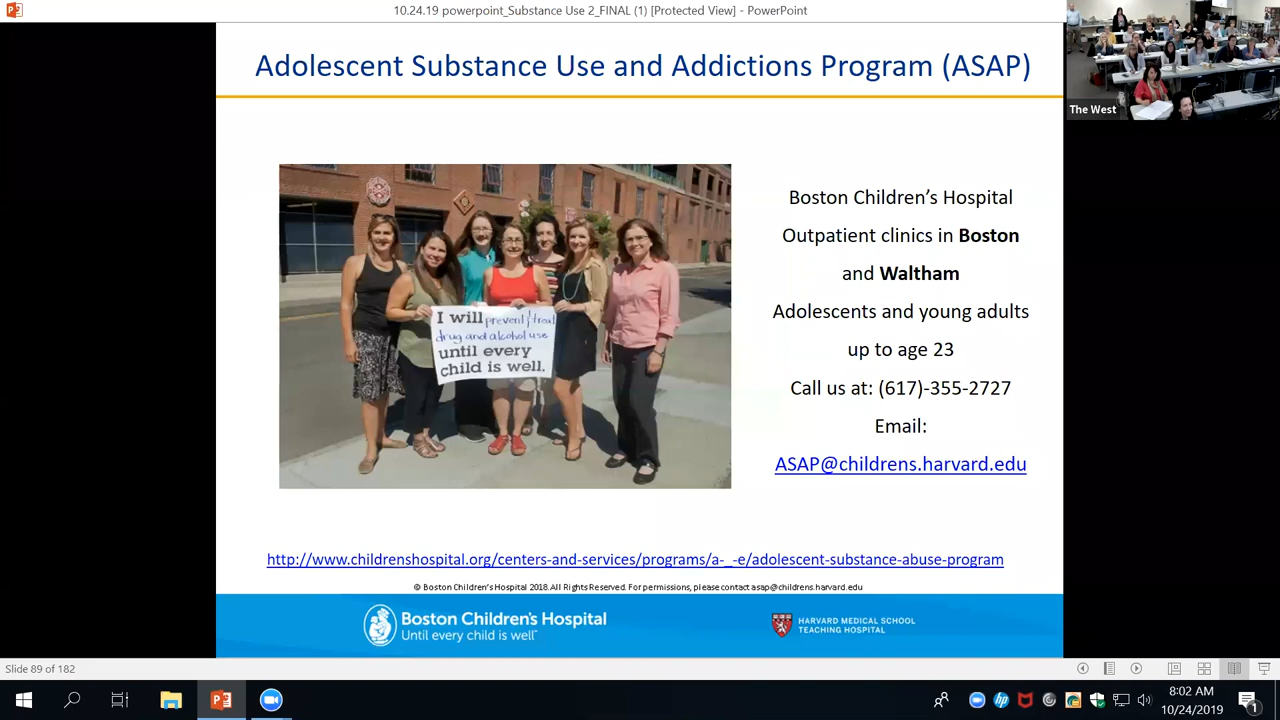 10.24.19 powerpoint_Substance Use 2_FINAL (1) [Protected View] - PowerPoint
Adolescent Substance Use and Addictions Program (ASAP)
The West
I will prevent & treat
drug and alcohol use
until every
child is well.
Boston Children's Hospital
Outpatient clinics in Boston
and Waltham
Adolescents and young adults
up to age 23
Call us at: (617)-355-2727
Email:
ASAP@childrens.harvard.edu
http://www.childrenshospital.org/centers-and-services/programs/a-_-e/adolescent-substance-abuse-program
© Boston Children's Hospital 2018. All Rights Reserved. For permissions, please contact asap@childrens.harvard.edu
Boston Children's Hospital
Until every child is well™
HARVARD MEDICAL SCHOOL
TEACHING HOSPITAL
Slide 89 of 182
8:02 AM
10/24/2019
1